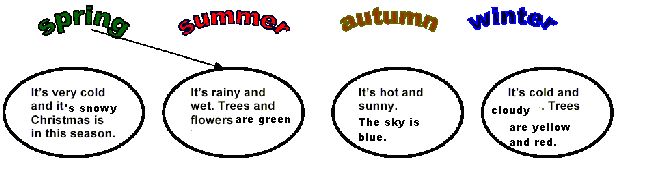 spring summer autumn winter
It's very cold
and it's snowy
Christmas is
in this season.
It's rainy and
wet. Trees and
flowers are green
It's hot and
sunny.
The sky is
blue.
It's cold and
cloudy . Trees
are yellow
and red.